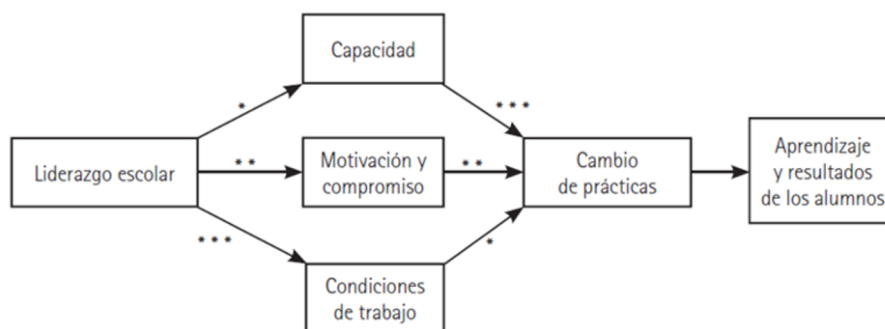 Capacidad
*
* * *
Liderazgo escolar
* *
Motivación y
compromiso
* *
Cambio
de prácticas
Aprendizaje
y resultados
de los alumnos
* * *
*
Condiciones
de trabajo